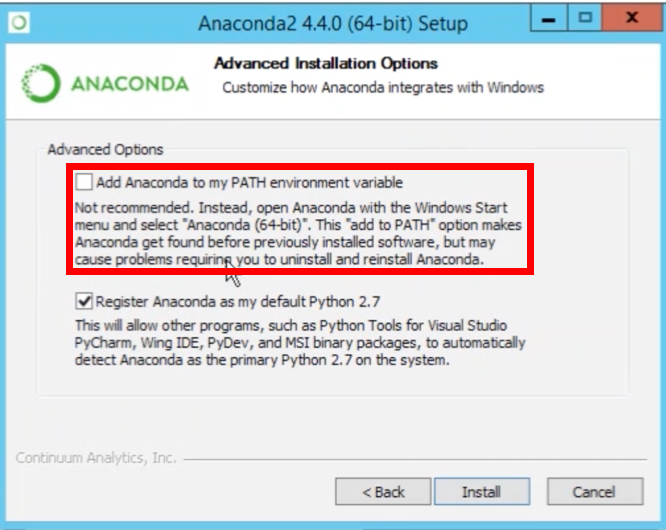 Anaconda2 4.4.0 (64-bit) Setup
ANACONDA
Advanced Installation Options
Customize how Anaconda integrates with Windows
Advanced Options
Add Anaconda to my PATH environment variable
Not recommended. Instead, open Anaconda with the Windows Start
menu and select "Anaconda (64-bit)". This "add to PATH" option makes
Anaconda get found before previously installed software, but may
cause problems requiring you to uninstall and reinstall Anaconda.
Register Anaconda as my default Python 2.7
This will allow other programs, such as Python Tools for Visual Studio
PyCharm, Wing IDE, PyDev, and MSI binary packages, to automatically
detect Anaconda as the primary Python 2.7 on the system.
Continuum Analytics, Inc.
< Back
Install
Cancel